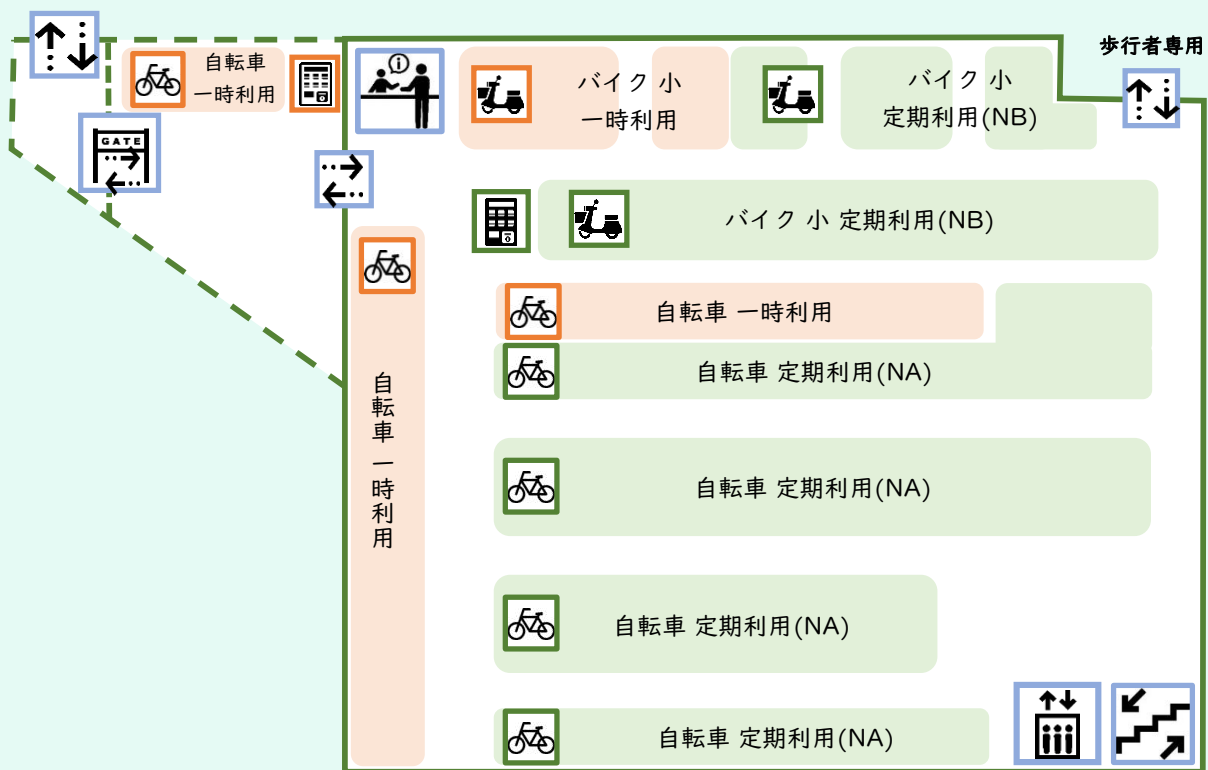 歩行者専用
自転車
一時利用
GATE
バイク 小
一時利用
バイク 小
定期利用(NB)
バイク 小 定期利用(NB)
自転車 一時利用
自転車 一時利用
自転車 定期利用(NA)
自転車 定期利用(NA)
自転車 定期利用(NA)
自転車 定期利用(NA)